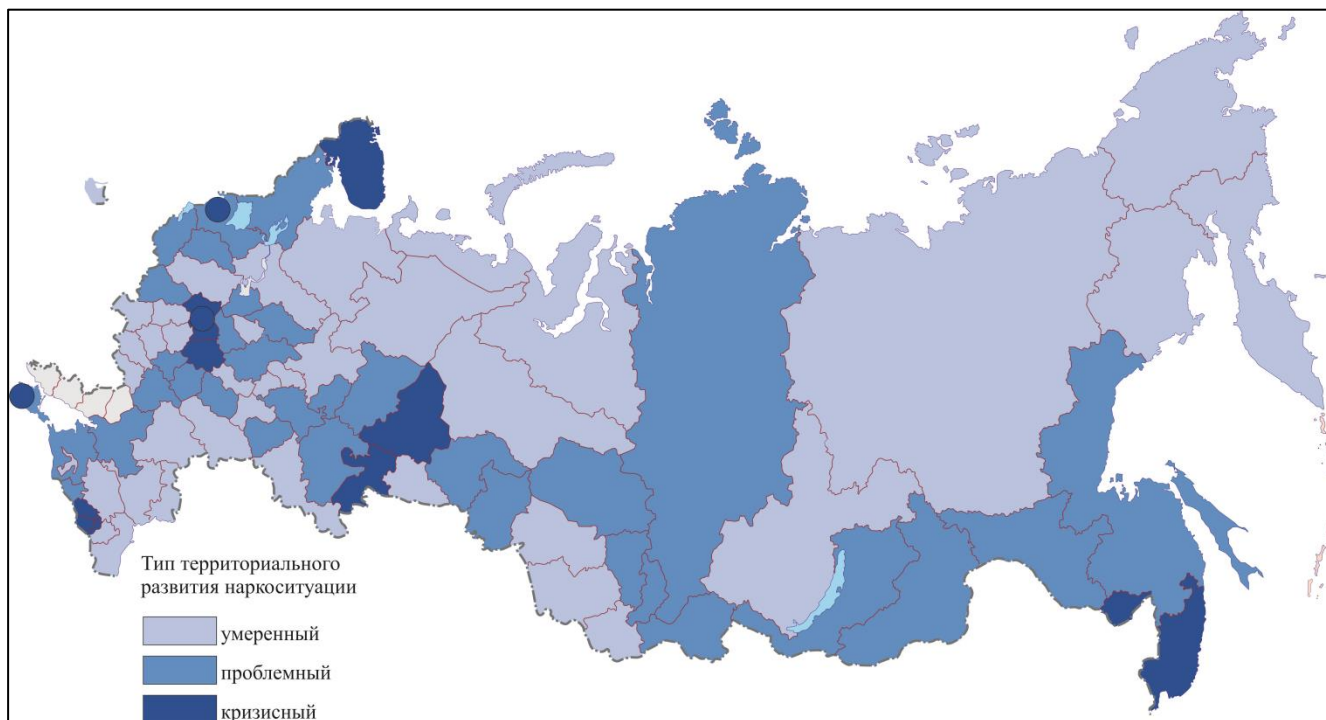 Тип территориального
развития наркоситуации
умеренный
проблемный
кризисный